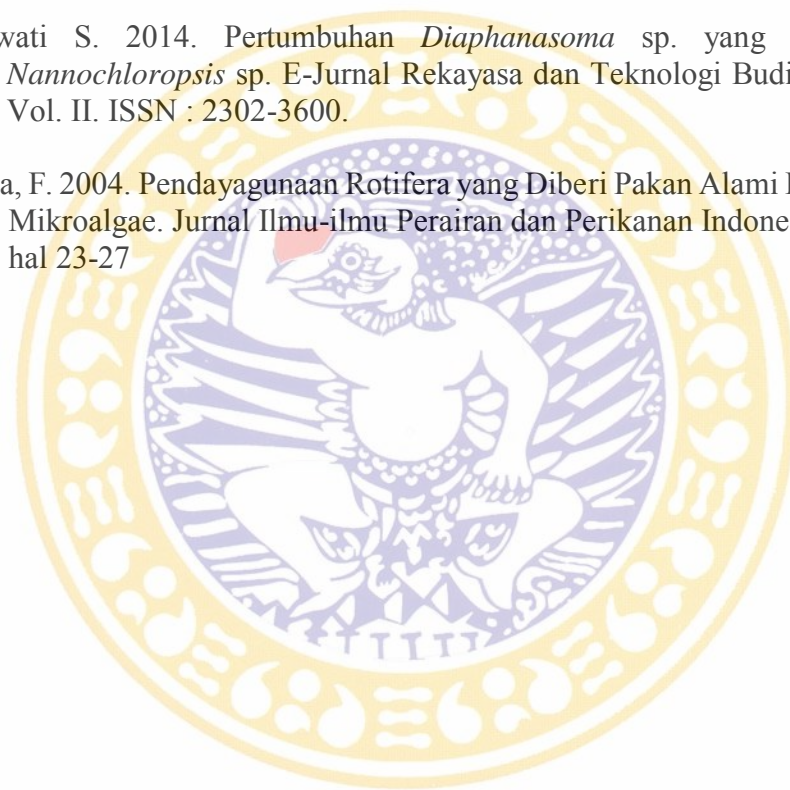 wati S. 2014. Pertumbuhan Diaphanasoma sp. yang
Nannochloropsis sp. E-Jurnal Rekayasa dan Teknologi Budi
Vol. II. ISSN : 2302-3600.
a, F. 2004. Pendayagunaan Rotifera yang Diberi Pakan Alami
Mikroalgae. Jurnal Ilmu-ilmu Perairan dan Perikanan Indone
hal 23-27